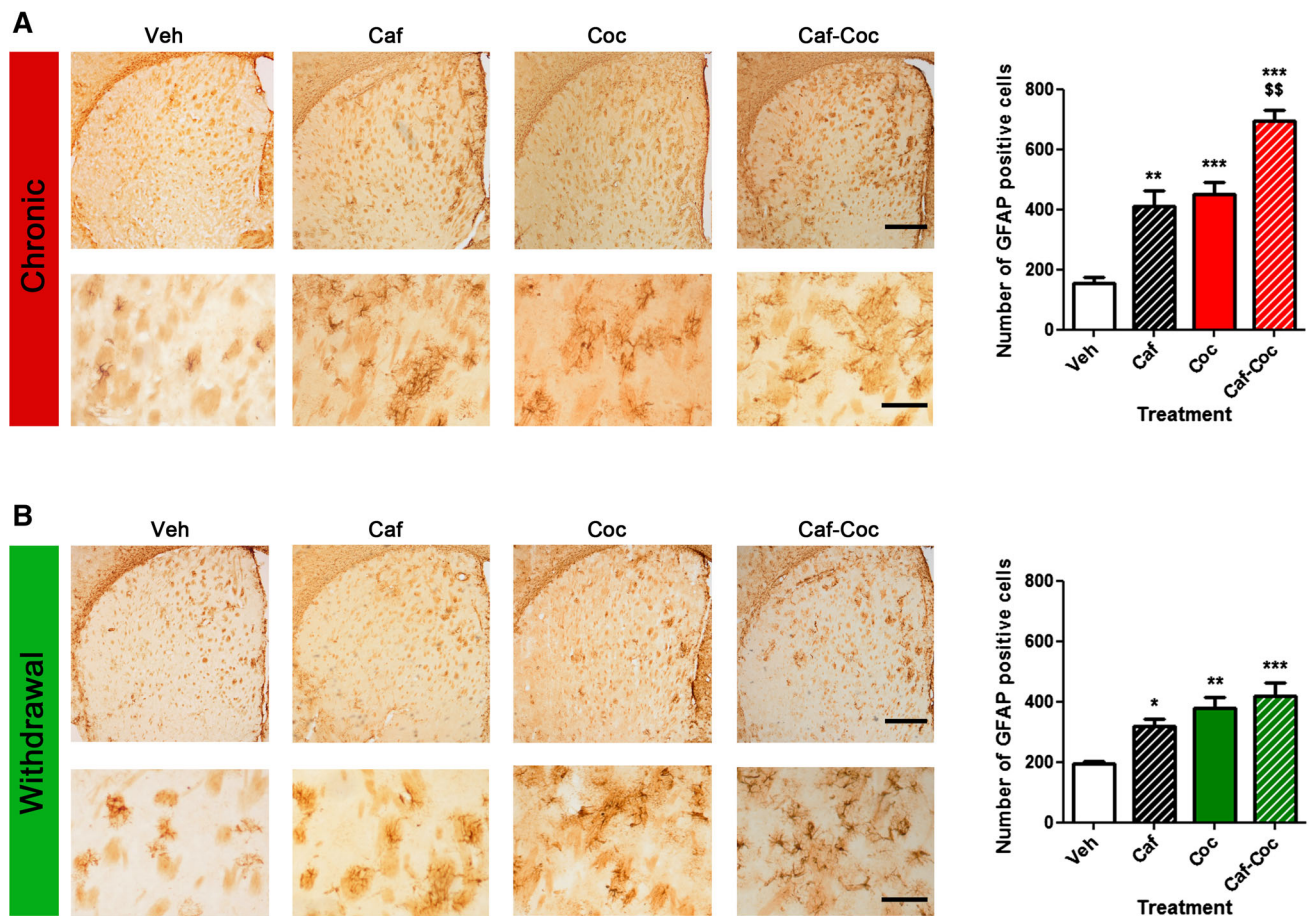 A
Veh Caf Coc Caf-Coc
Chronic
Number of GFAP positive cells
800
600
400
200
0
**
***
***
$$
Veh Caf Coc Caf-Coc
Treatment
B
Veh Caf Coc Caf-Coc
Withdrawal
Number of GFAP positive cells
800
600
400
200
0
*
**
***
Veh Caf Coc Caf-Coc
Treatment